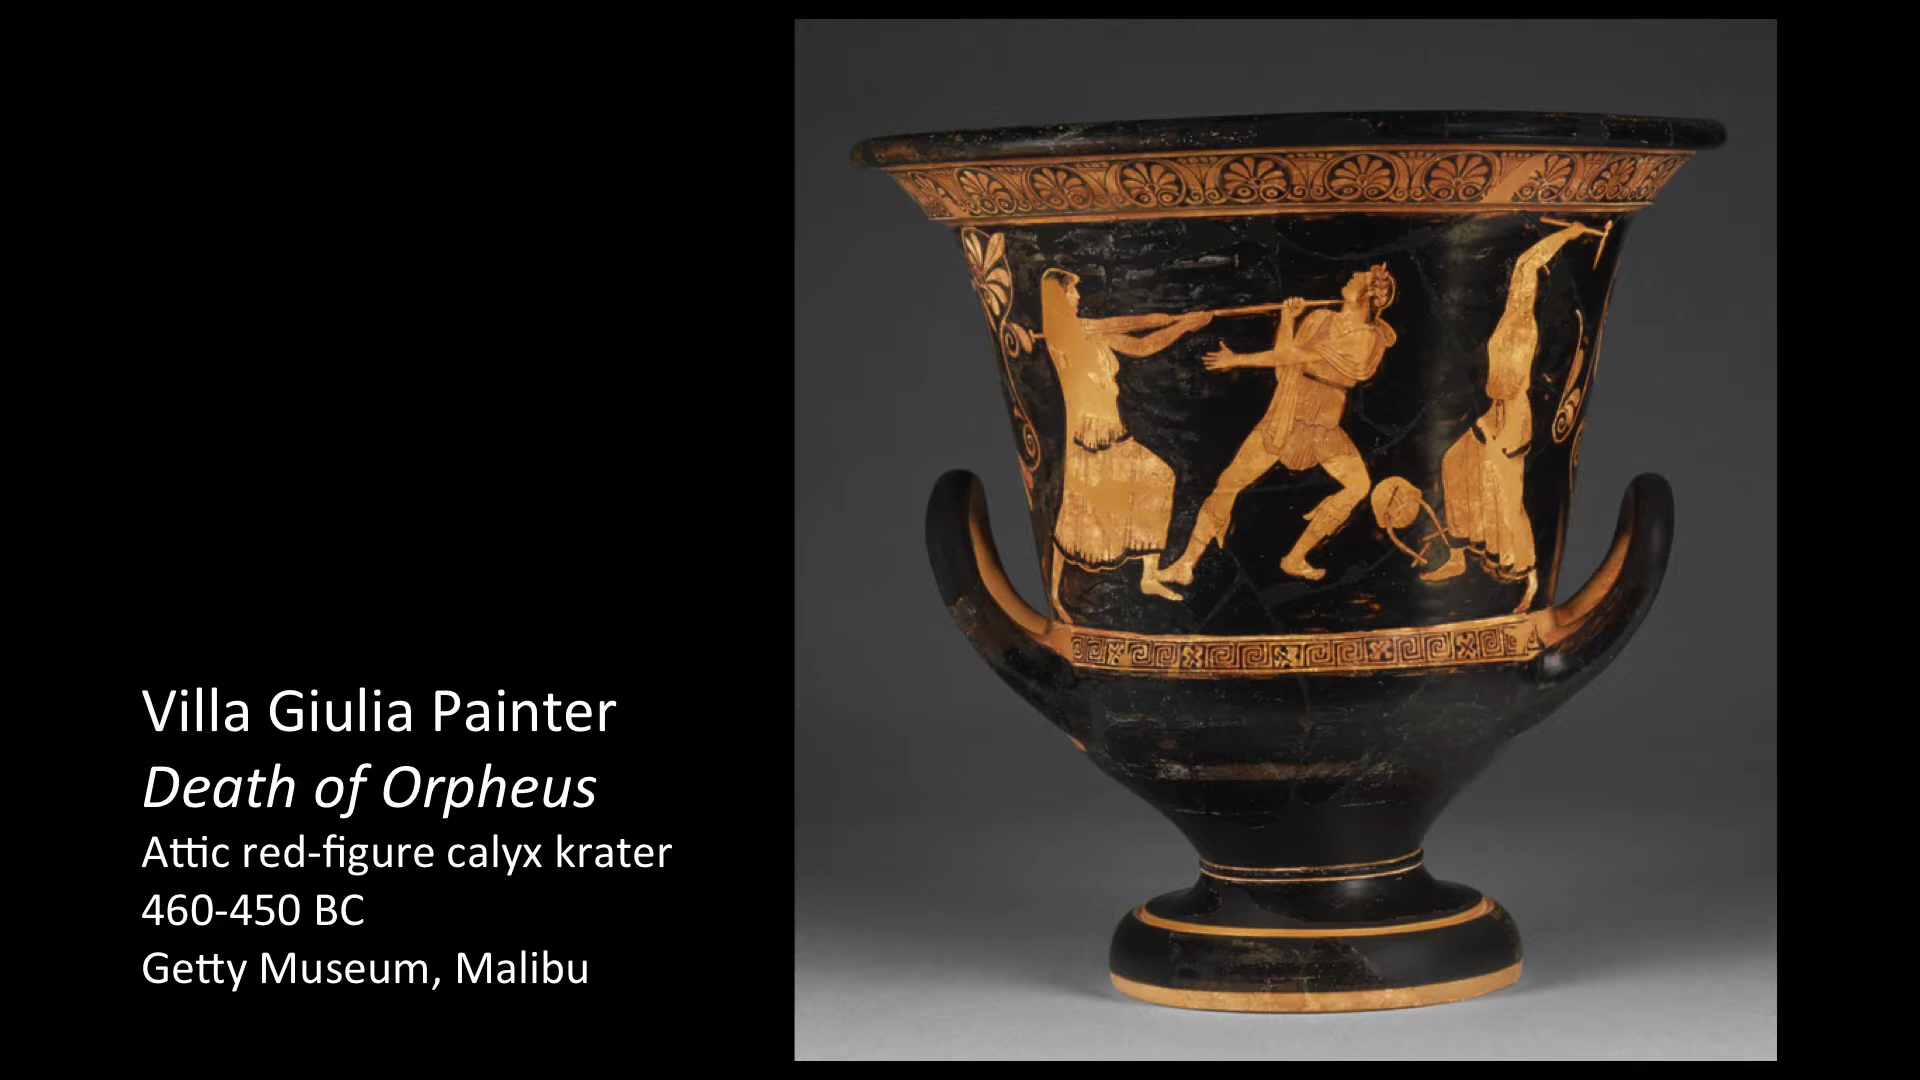 Villa Giulia Painter
Death of Orpheus
Attic red-figure calyx krater
460-450 BC
Getty Museum, Malibu